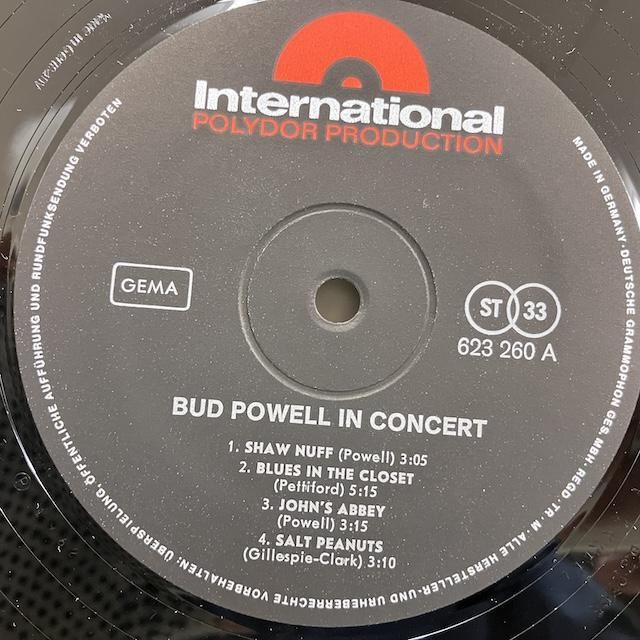 International
POLYDOR PRODUCTION
GEMA
ST 33
623 260 A
BUD POWELL IN CONCERT
1. SHAW NUFF (Powell) 3:05
2. BLUES IN THE CLOSET
(Pettiford) 5:15
3. JOHN'S ABBEY
(Powell) 3:15
4. SALT PEANUTS
(Gillespie-Clark) 3:10
MADE IN GERMANY · DEUTSCHE GRAMMOPHON GES.MBH · REGD. TR. M. · ALLE HERSTELLER- UND URHEBERRECHTE VORBEHALTEN: ÜBERSPIELUNG, ÖFFENTLICHE AUFFÜHRUNG UND RUNDFUNKSENDUNG VERBOTEN
Made in Germany